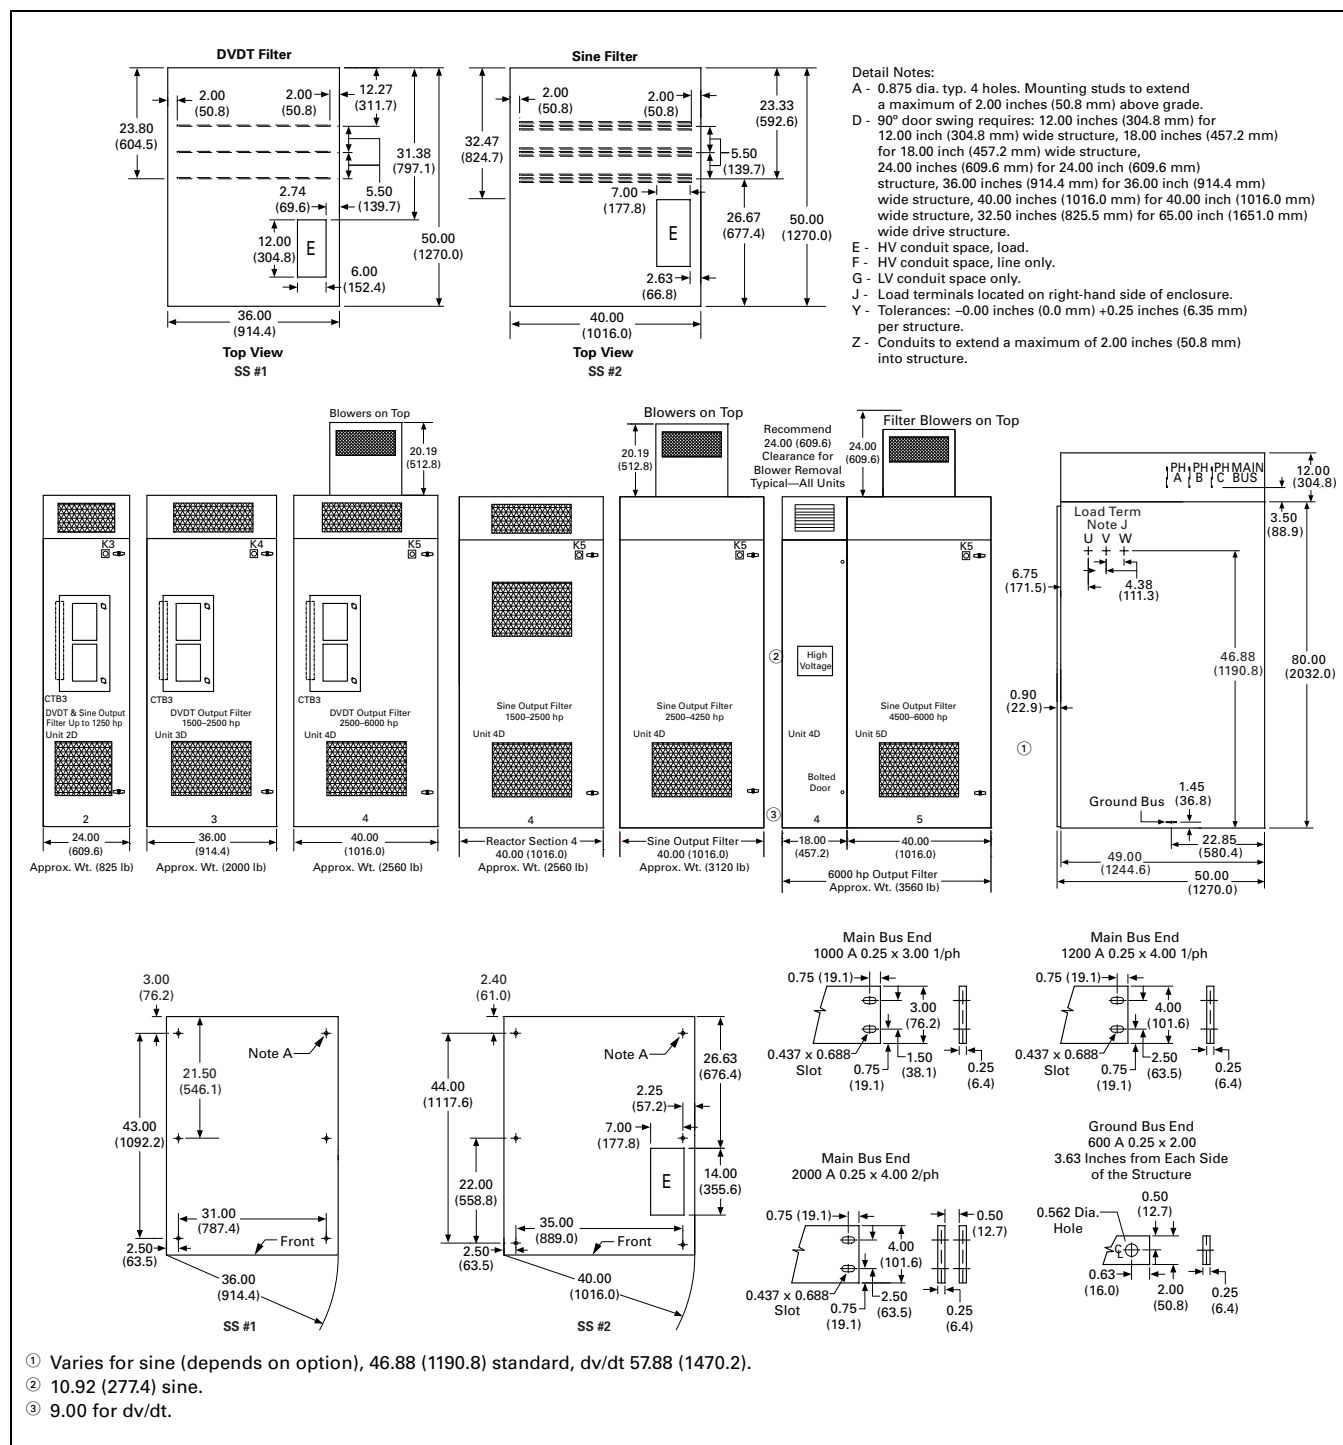 DVDT Filter
2.00
(50.8)
2.00
(50.8)
12.27
(311.7)
23.80
(604.5)
31.38
(797.1)
2.74
(69.6)
5.50
(139.7)
12.00
(304.8)
E
50.00
(1270.0)
6.00
(152.4)
36.00
(914.4)
Top View
SS #1
Sine Filter
2.00
(50.8)
2.00
(50.8)
23.33
(592.6)
32.47
(824.7)
5.50
(139.7)
7.00
(177.8)
26.67
(677.4)
50.00
(1270.0)
E
2.63
(66.8)
40.00
(1016.0)
Top View
SS #2
Detail Notes:
A - 0.875 dia. typ. 4 holes. Mounting studs to extend
a maximum of 2.00 inches (50.8 mm) above grade.
D - 90° door swing requires: 12.00 inches (304.8 mm) for
12.00 inch (304.8 mm) wide structure, 18.00 inches (457.2 mm)
for 18.00 inch (457.2 mm) wide structure,
24.00 inches (609.6 mm) for 24.00 inch (609.6 mm)
structure, 36.00 inches (914.4 mm) for 36.00 inch (914.4 mm)
wide structure, 40.00 inches (1016.0 mm) for 40.00 inch (1016.0 mm)
wide structure, 32.50 inches (825.5 mm) for 65.00 inch (1651.0 mm)
wide drive structure.
E - HV conduit space, load.
F - HV conduit space, line only.
G - LV conduit space only.
J - Load terminals located on right-hand side of enclosure.
Y - Tolerances: –0.00 inches (0.0 mm) +0.25 inches (6.35 mm)
per structure.
Z - Conduits to extend a maximum of 2.00 inches (50.8 mm)
into structure.
K3
CTB3
DVDT & Sine Output
Filter Up to 1250 hp
Unit 2D
2
24.00
(609.6)
Approx. Wt. (825 lb)
K4
CTB3
DVDT Output Filter
1500–2500 hp
Unit 3D
3
36.00
(914.4)
Approx. Wt. (2000 lb)
Blowers on Top
20.19
(512.8)
K5
CTB3
DVDT Output Filter
2500–6000 hp
Unit 4D
4
40.00
(1016.0)
Approx. Wt. (2560 lb)
K5
Sine Output Filter
1500–2500 hp
Unit 4D
4
Reactor Section 4
40.00 (1016.0)
Approx. Wt. (2560 lb)
Blowers on Top
20.19
(512.8)
K5
Sine Output Filter
2500–4250 hp
Unit 4D
Sine Output Filter
40.00 (1016.0)
Approx. Wt. (3120 lb)
Recommend
24.00 (609.6)
Clearance for
Blower Removal
Typical—All Units
24.00
(609.6)
Filter Blowers on Top
②
High
Voltage
Unit 4D
Bolted
Door
③
4
18.00
(457.2)
K5
Sine Output Filter
4500–6000 hp
Unit 5D
5
40.00
(1016.0)
6000 hp Output Filter
Approx. Wt. (3560 lb)
PH PH PH MAIN
A B C BUS
12.00
(304.8)
3.50
(88.9)
Load Term
Note J
U V W
6.75
(171.5)
4.38
(111.3)
46.88
(1190.8)
80.00
(2032.0)
0.90
(22.9)
①
1.45
(36.8)
Ground Bus
22.85
(580.4)
49.00
(1244.6)
50.00
(1270.0)
3.00
(76.2)
Note A
21.50
(546.1)
43.00
(1092.2)
31.00
(787.4)
2.50
(63.5)
Front
36.00
(914.4)
SS #1
2.40
(61.0)
Note A
26.63
(676.4)
44.00
(1117.6)
2.25
(57.2)
7.00
(177.8)
E
14.00
(355.6)
22.00
(558.8)
35.00
(889.0)
2.50
(63.5)
Front
40.00
(1016.0)
SS #2
Main Bus End
1000 A 0.25 x 3.00 1/ph
0.75 (19.1)
3.00
(76.2)
0.437 x 0.688
Slot
0.75
(19.1)
1.50
(38.1)
0.25
(6.4)
Main Bus End
1200 A 0.25 x 4.00 1/ph
0.75 (19.1)
4.00
(101.6)
0.437 x 0.688
Slot
0.75
(19.1)
2.50
(63.5)
0.25
(6.4)
Main Bus End
2000 A 0.25 x 4.00 2/ph
0.75 (19.1)
0.50
(12.7)
4.00
(101.6)
0.437 x 0.688
Slot
0.75
(19.1)
2.50
(63.5)
0.25
(6.4)
Ground Bus End
600 A 0.25 x 2.00
3.63 Inches from Each Side
of the Structure
0.50
(12.7)
0.562 Dia.
Hole
CL
0.63
(16.0)
2.00
(50.8)
0.25
(6.4)
① Varies for sine (depends on option), 46.88 (1190.8) standard, dv/dt 57.88 (1470.2).
② 10.92 (277.4) sine.
③ 9.00 for dv/dt.